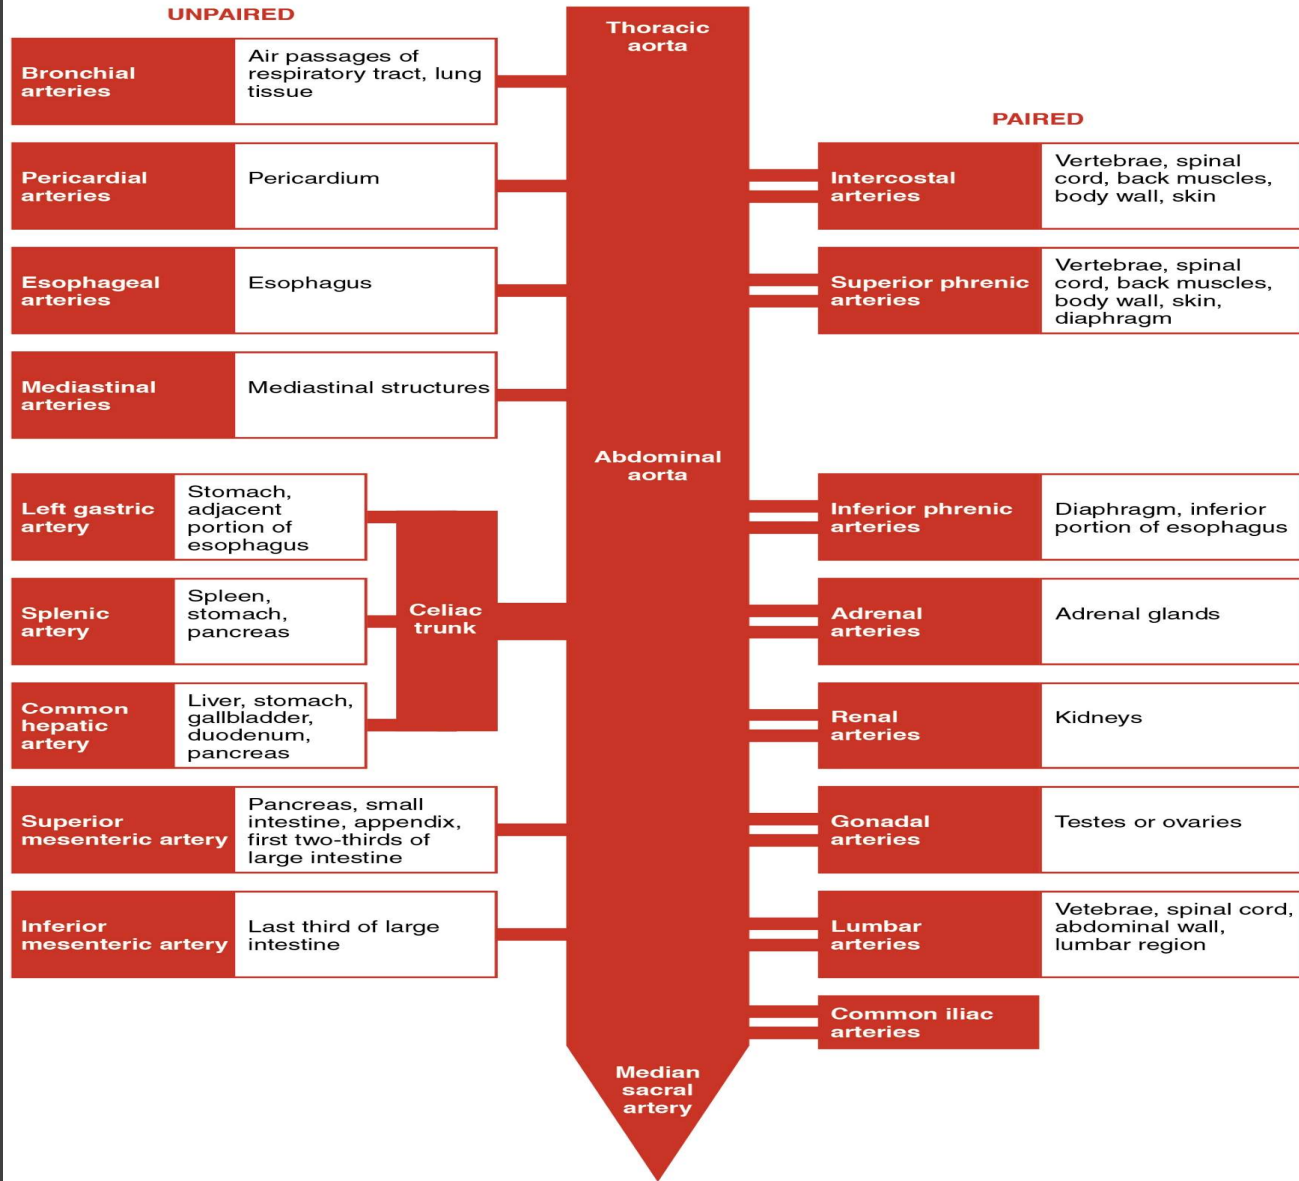 UNPAIRED
Thoracic
aorta
Bronchial
arteries
Air passages of
respiratory tract, lung
tissue
PAIRED
Pericardial
arteries
Pericardium
Intercostal
arteries
Vertebrae, spinal
cord, back muscles,
body wall, skin
Esophageal
arteries
Esophagus
Superior phrenic
arteries
Vertebrae, spinal
cord, back muscles,
body wall, skin,
diaphragm
Mediastinal
arteries
Mediastinal structures
Abdominal
aorta
Left gastric
artery
Stomach,
adjacent
portion of
esophagus
Inferior phrenic
arteries
Diaphragm, inferior
portion of esophagus
Splenic
artery
Spleen,
stomach,
pancreas
Celiac
trunk
Adrenal
arteries
Adrenal glands
Common
hepatic
artery
Liver, stomach,
gallbladder,
duodenum,
pancreas
Renal
arteries
Kidneys
Superior
mesenteric artery
Pancreas, small
intestine, appendix,
first two-thirds of
large intestine
Gonadal
arteries
Testes or ovaries
Inferior
mesenteric artery
Last third of large
intestine
Lumbar
arteries
Vetebrae, spinal cord,
abdominal wall,
lumbar region
Common iliac
arteries
Median
sacral
artery